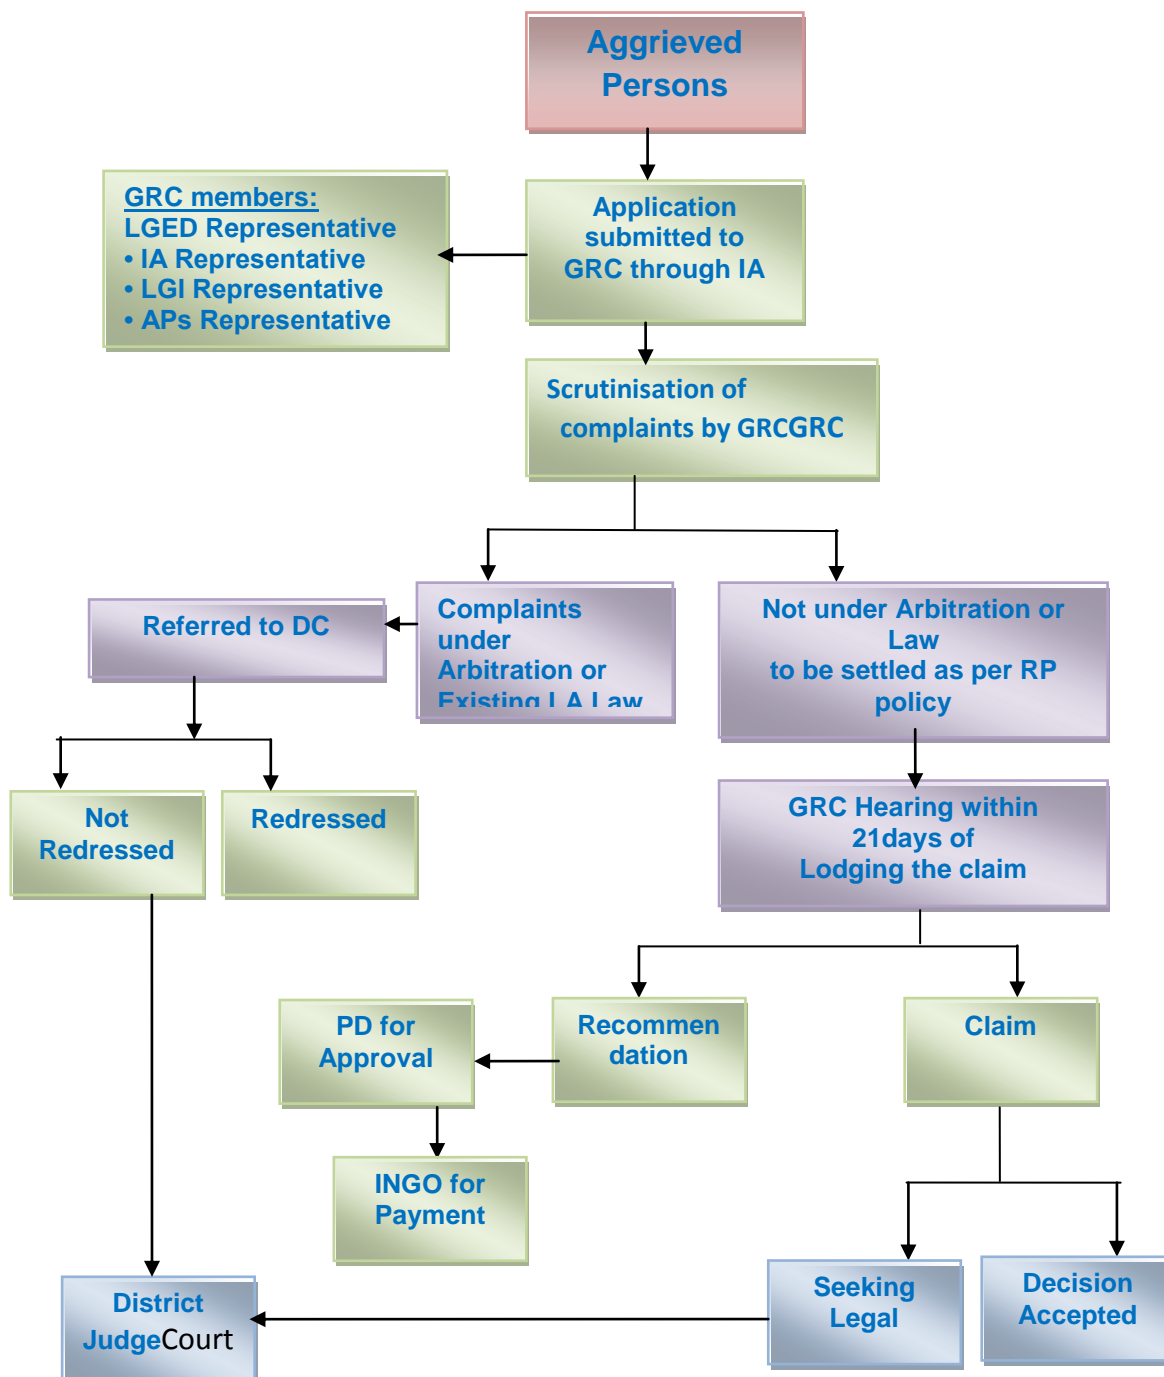 Aggrieved
Persons
GRC members:
LGED Representative
• IA Representative
• LGI Representative
• APs Representative
Application
submitted to
GRC through IA
Scrutinisation of
complaints by GRCGRC
Referred to DC
Complaints
under
Arbitration or
Existing LA Law
Not under Arbitration or
Law
to be settled as per RP
policy
Not
Redressed
Redressed
GRC Hearing within
21days of
Lodging the claim
PD for
Approval
Recommen
dation
Claim
INGO for
Payment
District
JudgeCourt
Seeking
Legal
Decision
Accepted